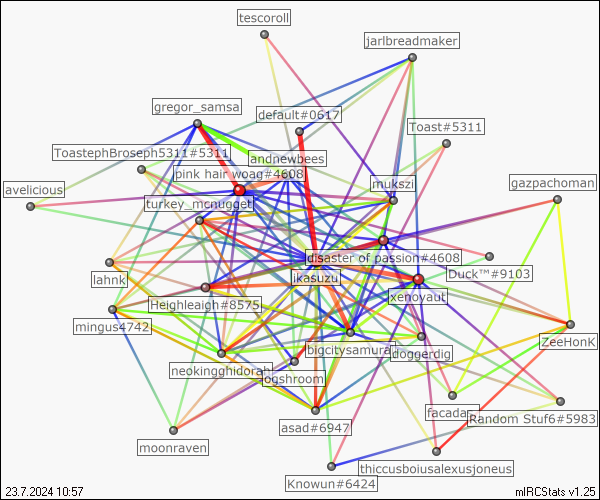 tescoroll
jarlbreadmaker
gregor_samsa
default#0617
Toast#5311
ToastephBroseph5311#5311
andnewbees
pink hair woag#4608
mukszi
gazpachoman
avelicious
turkey_mcnugget
disaster of passion#4608
lahnk
ikasuzu
Duck™#9103
Heighleaigh#8575
xenoyaut
mingus4742
bigcitysamurai
doggerdig
ZeeHonK
neokingghidorah
ogshroom
facadap
Random Stuf6#5983
asad#6947
moonraven
thiccusboiusalexusjoneus
Knowun#6424
23.7.2024 10:57
mIRCStats v1.25